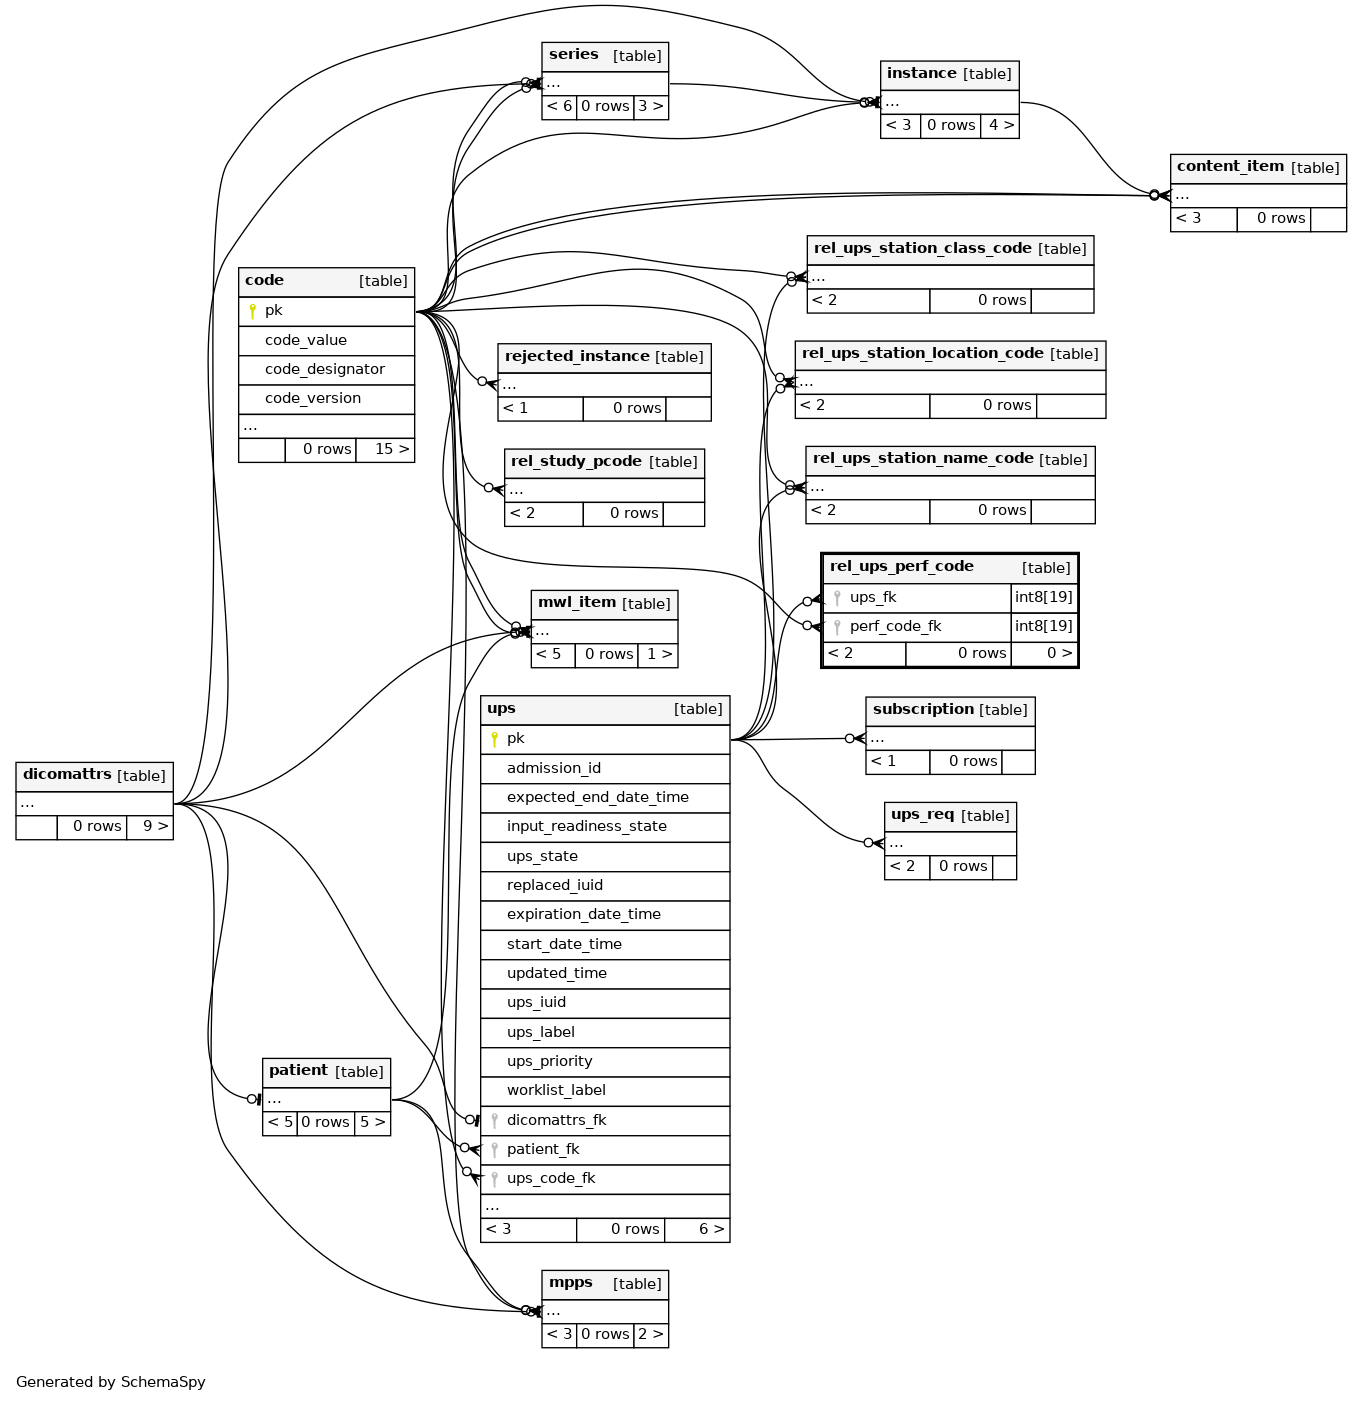 series [table]
...
< 6 0 rows 3 >
instance [table]
...
< 3 0 rows 4 >
content_item [table]
...
< 3 0 rows
rel_ups_station_class_code [table]
...
< 2 0 rows
code [table]
pk
code_value
code_designator
code_version
...
0 rows 15 >
rejected_instance [table]
...
< 1 0 rows
rel_ups_station_location_code [table]
...
< 2 0 rows
rel_study_pcode [table]
...
< 2 0 rows
rel_ups_station_name_code [table]
...
< 2 0 rows
rel_ups_perf_code [table]
ups_fk int8[19]
perf_code_fk int8[19]
< 2 0 rows 0 >
mwl_item [table]
...
< 5 0 rows 1 >
ups [table]
pk
admission_id
expected_end_date_time
input_readiness_state
ups_state
replaced_iuid
expiration_date_time
start_date_time
updated_time
ups_iuid
ups_label
ups_priority
worklist_label
dicomattrs_fk
patient_fk
ups_code_fk
...
< 3 0 rows 6 >
subscription [table]
...
< 1 0 rows
ups_req [table]
...
< 2 0 rows
dicomattrs [table]
...
0 rows 9 >
patient [table]
...
< 5 0 rows 5 >
mpps [table]
...
< 3 0 rows 2 >
Generated by SchemaSpy